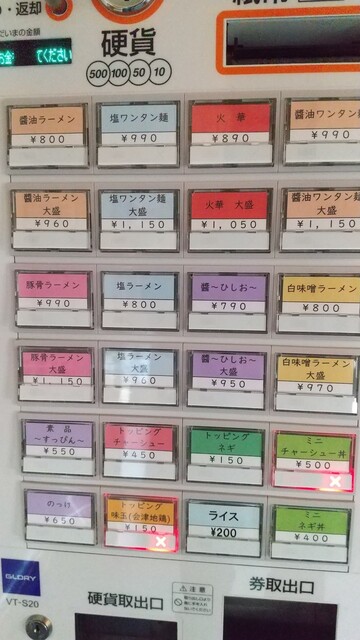 ・返却
だいまの金額
お金 てください
硬貨
500 100 50 10
醤油ラーメン
¥800
塩ワンタン麺
¥990
火華
¥890
醤油ワンタン麺
¥990
醤油ラーメン
大盛
¥960
塩ワンタン麺
大盛
¥1,150
火華 大盛
¥1,050
醤油ワンタン麺
大盛
¥1,150
豚骨ラーメン
¥990
塩ラーメン
¥800
醬〜ひしお〜
¥790
白味噌ラーメン
¥800
豚骨ラーメン
大盛
¥1,150
塩ラーメン
大盛
¥960
醬〜ひしお〜
大盛
¥950
白味噌ラーメン
大盛
¥970
素品
〜すっぴん〜
¥550
トッピング
チャーシュー
¥450
トッピング
ネギ
¥150
ミニ
チャーシュー丼
¥500
のっけ
¥650
トッピング
味玉(会津地鶏)
¥150
ライス
¥200
ミニ
ネギ丼
¥400
GLORY
VT-S20
硬貨取出口
注意
券取出口